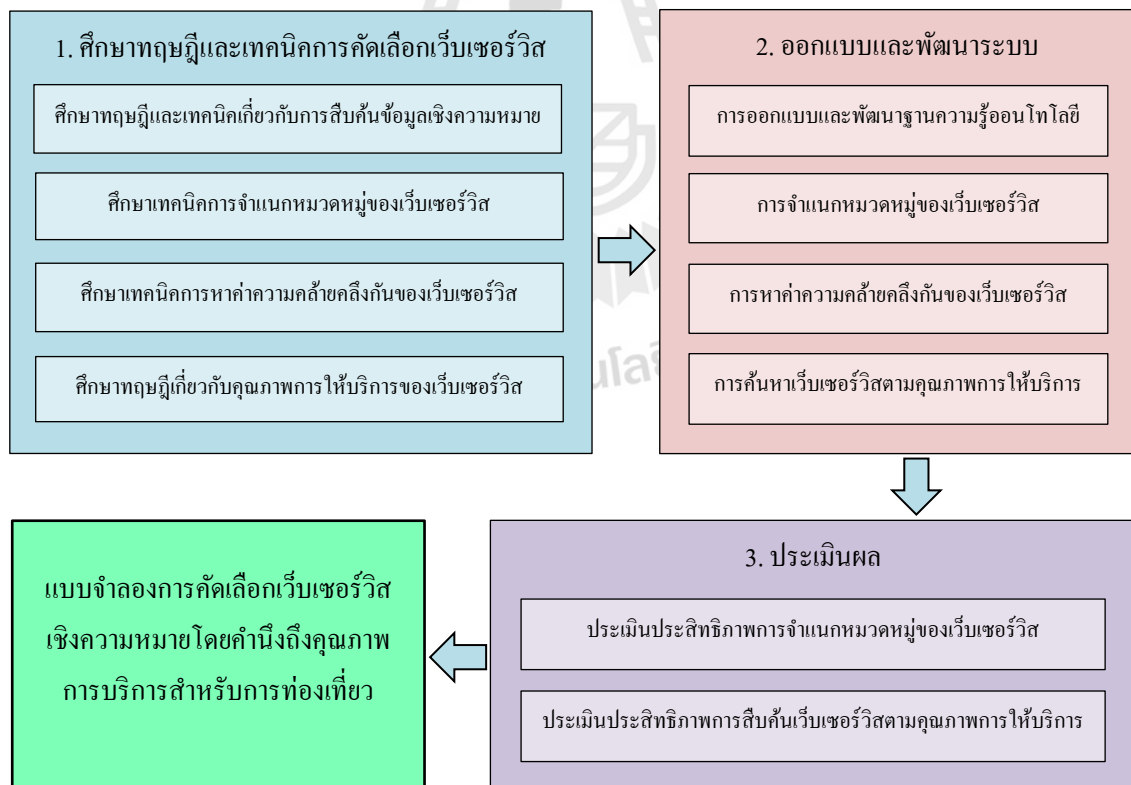 1. ศึกษาทฤษฎีและเทคนิคการคัดเลือกเว็บเซอร์วิส
ศึกษาทฤษฎีและเทคนิคเกี่ยวกับการสืบค้นข้อมูลเชิงความหมาย
ศึกษาเทคนิคการจำแนกหมวดหมู่ของเว็บเซอร์วิส
ศึกษาเทคนิคการหาค่าความคล้ายคลึงกันของเว็บเซอร์วิส
ศึกษาทฤษฎีเกี่ยวกับคุณภาพการให้บริการของเว็บเซอร์วิส
2. ออกแบบและพัฒนาระบบ
การออกแบบและพัฒนาฐานความรู้ออนโทโลยี
การจำแนกหมวดหมู่ของเว็บเซอร์วิส
การหาค่าความคล้ายคลึงกันของเว็บเซอร์วิส
การค้นหาเว็บเซอร์วิสตามคุณภาพการให้บริการ
3. ประเมินผล
ประเมินประสิทธิภาพการจำแนกหมวดหมู่ของเว็บเซอร์วิส
ประเมินประสิทธิภาพการสืบค้นเว็บเซอร์วิสตามคุณภาพการให้บริการ
แบบจำลองการคัดเลือกเว็บเซอร์วิส
เชิงความหมายโดยคำนึงถึงคุณภาพ
การบริการสำหรับการท่องเที่ยว